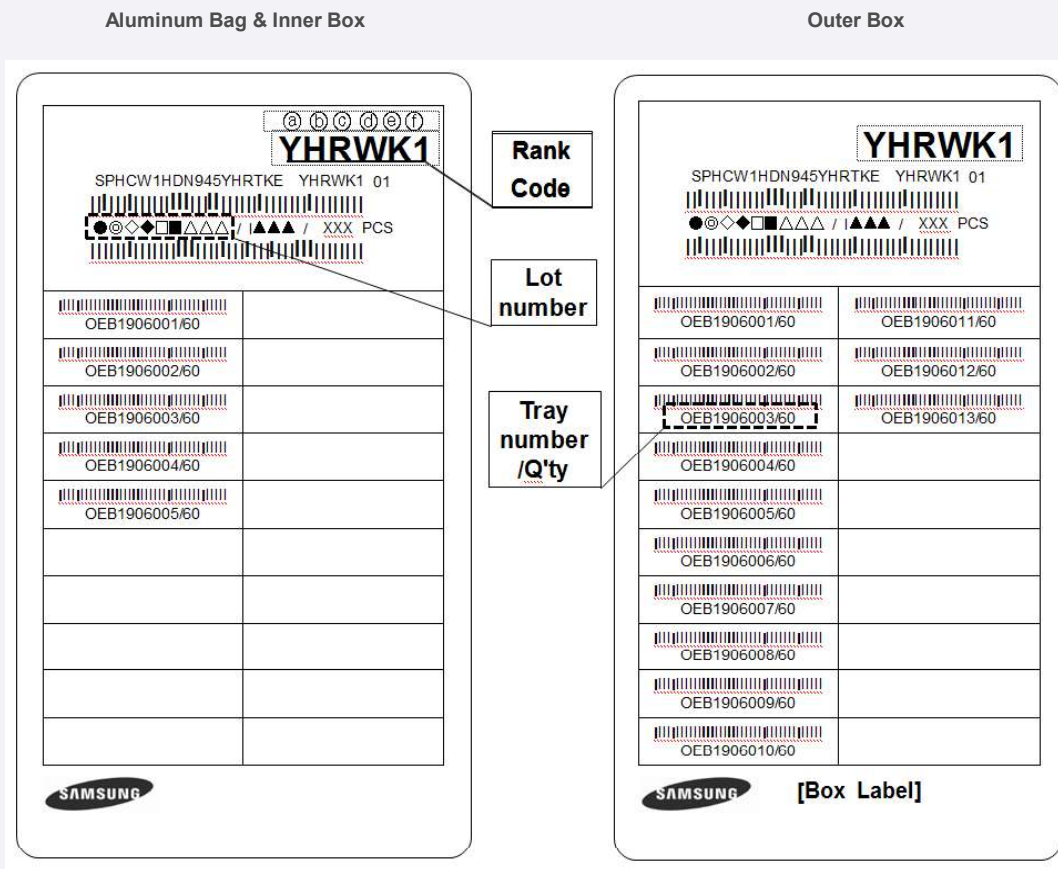 Aluminum Bag & Inner Box
ⓐ ⓑ ⓒ ⓓ ⓔ ⓕ
YHRWK1
SPHCW1HDN945YHRTKE YHRWK1 01
●◎◇◆□■△△△ / I▲▲▲ / XXX PCS
OEB1906001/60
OEB1906002/60
OEB1906003/60
OEB1906004/60
OEB1906005/60
SAMSUNG
Rank
Code
Lot
number
Tray
number
/Q'ty
Outer Box
YHRWK1
SPHCW1HDN945YHRTKE YHRWK1 01
●◎◇◆□■△△△ / I▲▲▲ / XXX PCS
OEB1906001/60 OEB1906011/60
OEB1906002/60 OEB1906012/60
OEB1906003/60 OEB1906013/60
OEB1906004/60
OEB1906005/60
OEB1906006/60
OEB1906007/60
OEB1906008/60
OEB1906009/60
OEB1906010/60
SAMSUNG [Box Label]